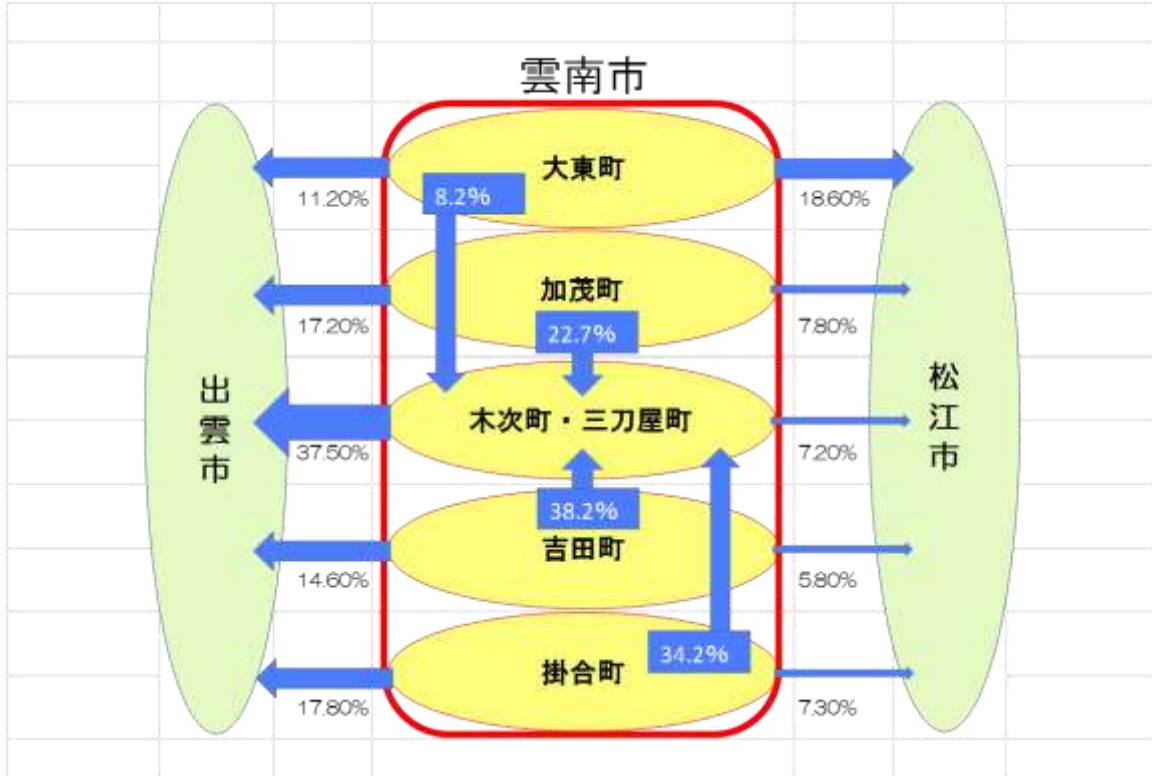 雲南市
大東町
11.20%
8.2%
18.60%
加茂町
17.20%
22.7%
7.80%
出雲市
木次町・三刀屋町
松江市
37.50%
7.20%
38.2%
吉田町
14.60%
5.80%
34.2%
掛合町
17.80%
7.30%